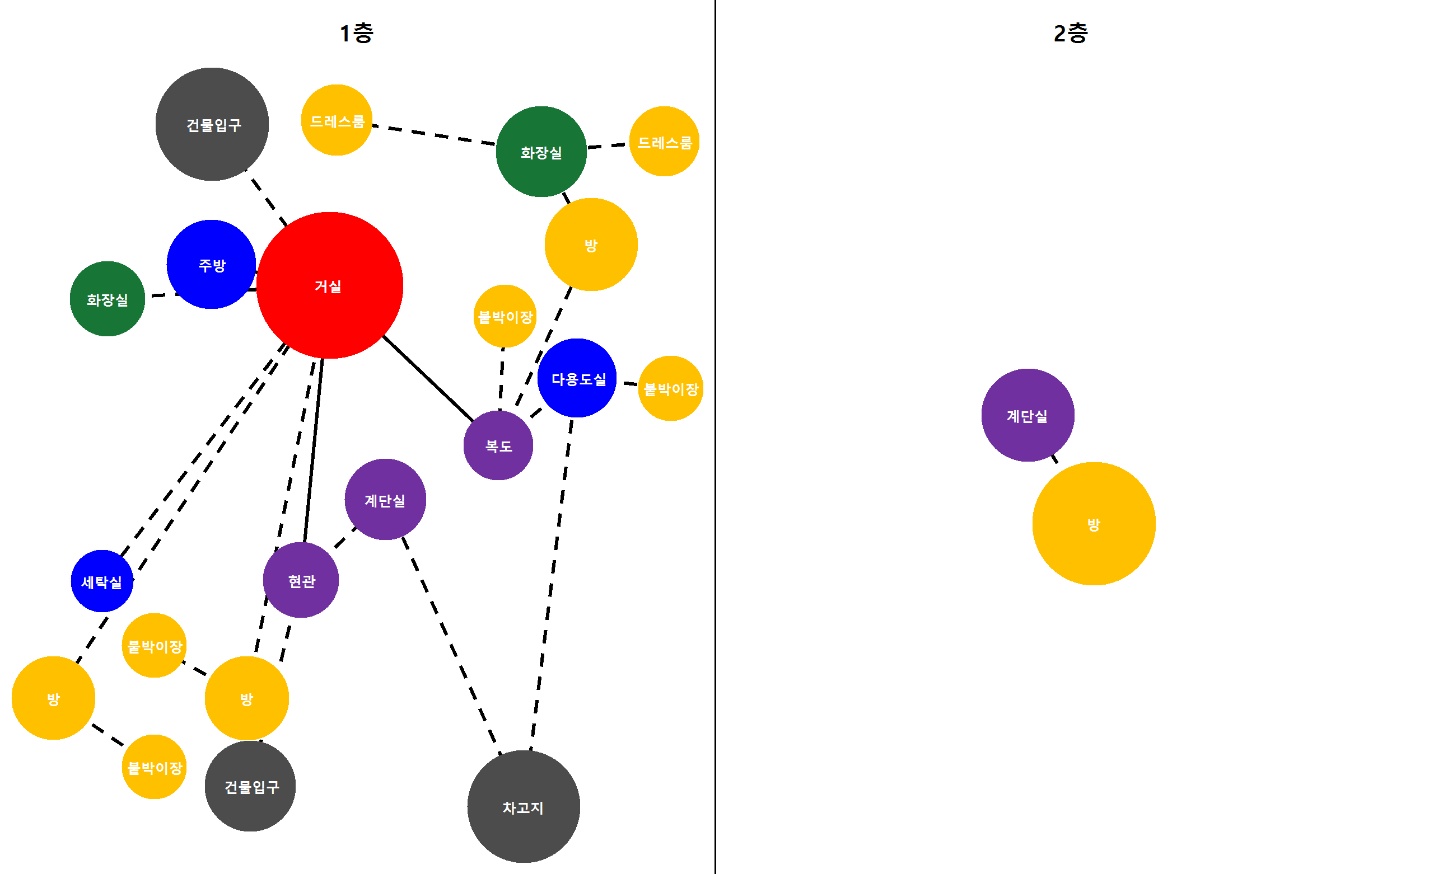 1층
건물입구
드레스룸
화장실
드레스룸
방
주방
거실
화장실
붙박이장
다용도실
붙박이장
복도
계단실
현관
세탁실
붙박이장
방
방
붙박이장
건물입구
차고지
2층
계단실
방